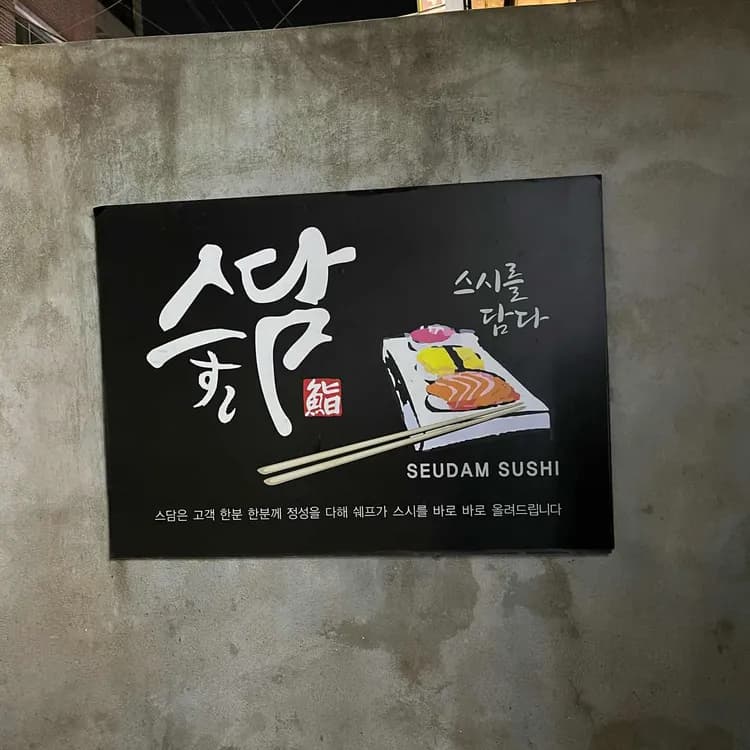 스담
すし
鮨
스시를
담다
SEUDAM SUSHI
스담은 고객 한분 한분께 정성을 다해 쉐프가 스시를 바로 바로 올려드립니다